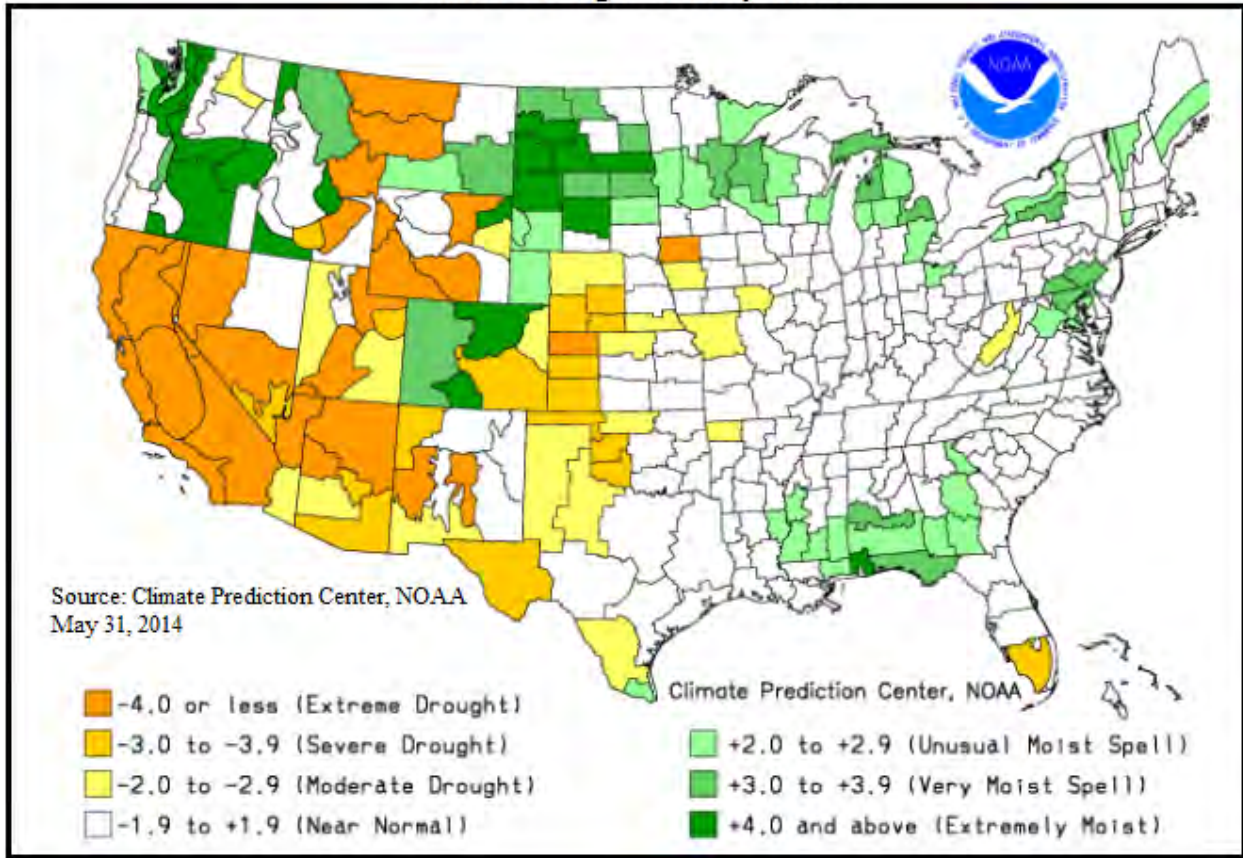 NOAA
Source: Climate Prediction Center, NOAA
May 31, 2014
Climate Prediction Center, NOAA
-4.0 or less (Extreme Drought)
-3.0 to -3.9 (Severe Drought)
-2.0 to -2.9 (Moderate Drought)
-1.9 to +1.9 (Near Normal)
+2.0 to +2.9 (Unusual Moist Spell)
+3.0 to +3.9 (Very Moist Spell)
+4.0 and above (Extremely Moist)